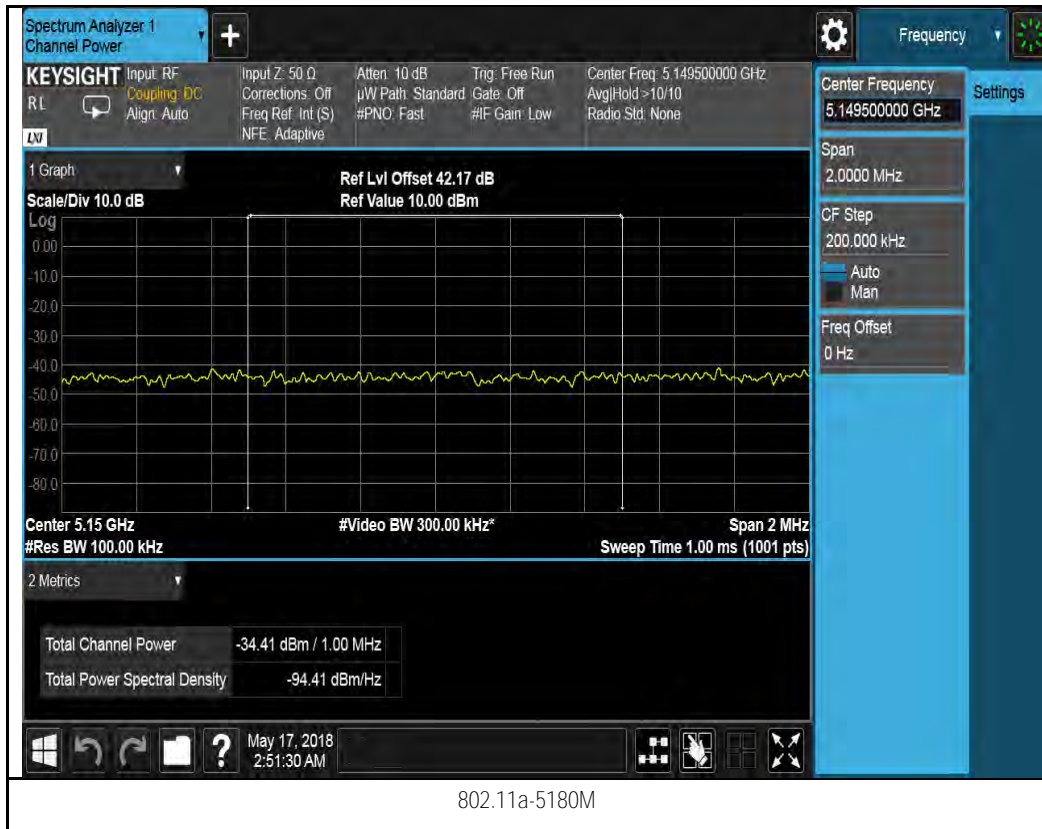 Spectrum Analyzer 1
Channel Power
+
Frequency
KEYSIGHT
RL
LXI
Input: RF
Coupling: DC
Align: Auto
Input Z: 50 Ω
Corrections: Off
Freq Ref: Int (S)
NFE: Adaptive
Atten: 10 dB
µW Path: Standard
#PNO: Fast
Trig: Free Run
Gate: Off
#IF Gain: Low
Center Freq: 5.149500000 GHz
Avg|Hold >10/10
Radio Std: None
Center Frequency
5.149500000 GHz
Settings
Span
2.0000 MHz
CF Step
200.000 kHz
Auto
Man
Freq Offset
0 Hz
1 Graph
Scale/Div 10.0 dB
Ref Lvl Offset 42.17 dB
Ref Value 10.00 dBm
Log
0.00
-10.0
-20.0
-30.0
-40.0
-50.0
-60.0
-70.0
-80.0
Center 5.15 GHz
#Video BW 300.00 kHz*
Span 2 MHz
#Res BW 100.00 kHz
Sweep Time 1.00 ms (1001 pts)
2 Metrics
Total Channel Power -34.41 dBm / 1.00 MHz
Total Power Spectral Density -94.41 dBm/Hz
?
May 17, 2018
2:51:30 AM
802.11a-5180M